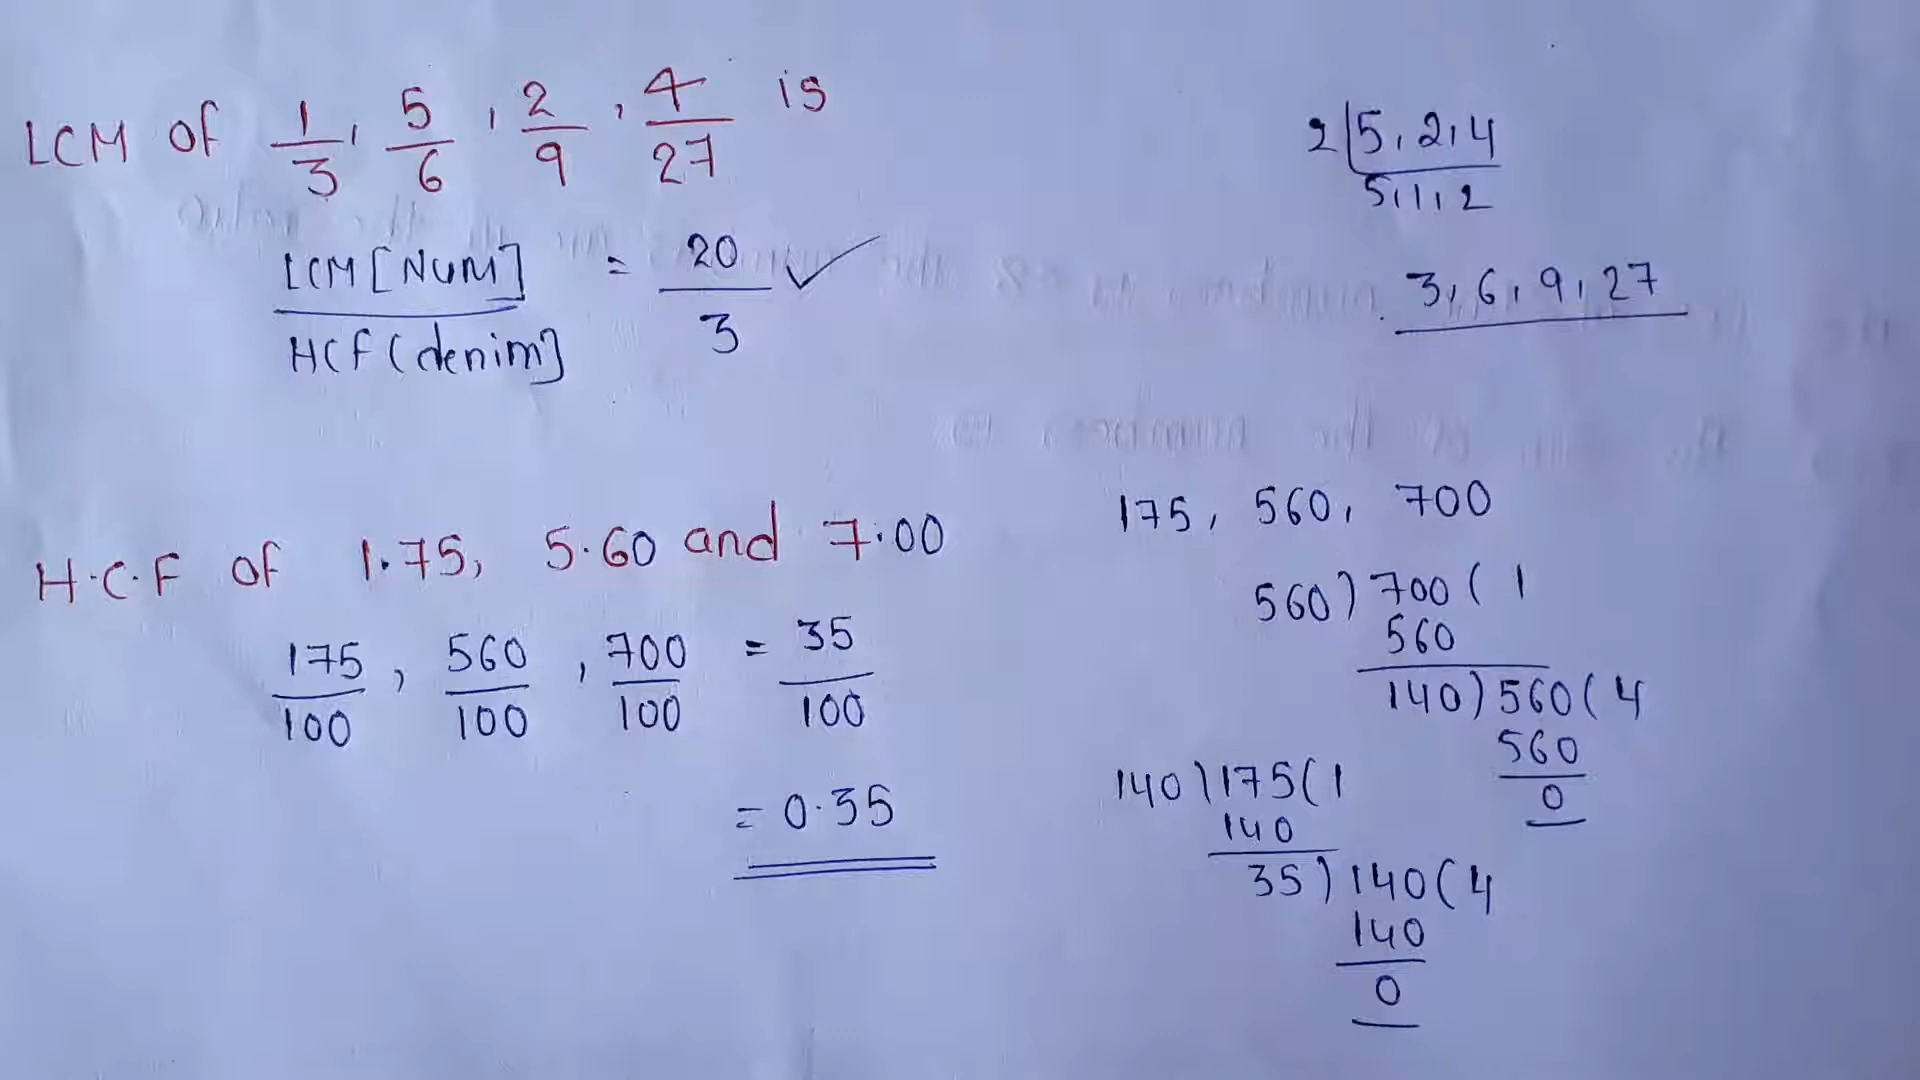 LCM of 1/3, 5/6, 2/9, 4/27 is
LCM [Num] / HCF (denim] = 20/3 ✓
2 | 5, 2, 4
5, 1, 2
3, 6, 9, 27
H.C.F of 1.75, 5.60 and 7.00
175/100, 560/100, 700/100 = 35/100
= 0.35
175, 560, 700
560 ) 700 ( 1
560
140 ) 560 ( 4
560
0
140 ) 175 ( 1
140
35 ) 140 ( 4
140
0